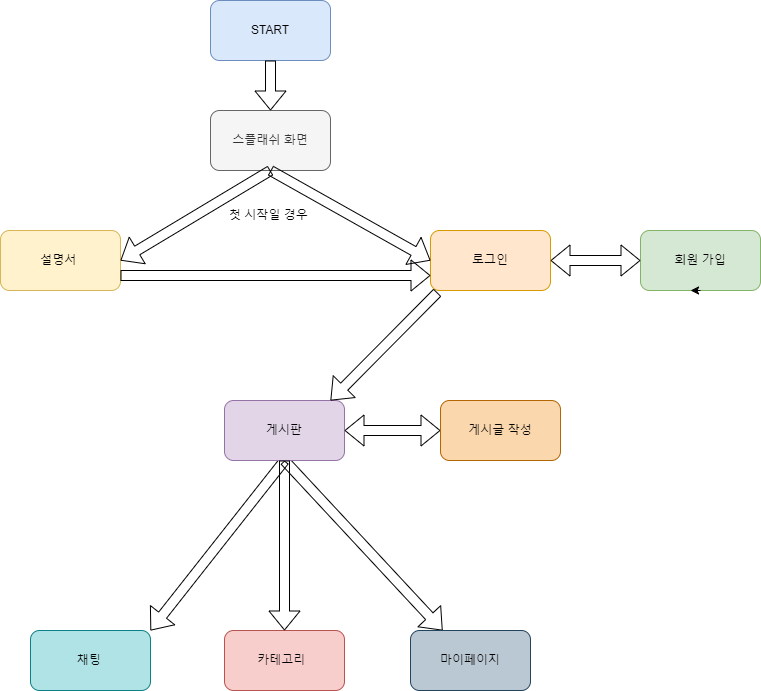 START
스플래쉬 화면
첫 시작일 경우
설명서
로그인
회원 가입
게시판
게시글 작성
채팅
카테고리
마이페이지